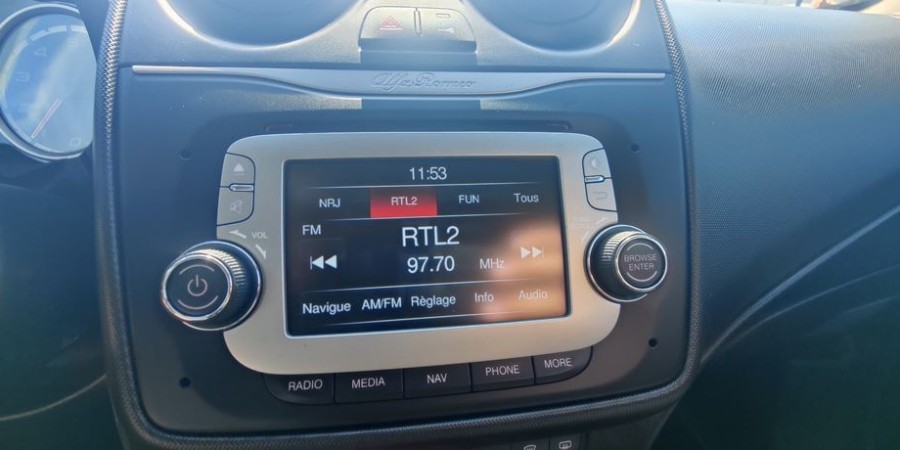 Alfa Romeo
11:53
NRJ RTL2 FUN Tous
FM
RTL2
VOL
97.70 MHz
Navigue AM/FM Règlage Info Audio
BROWSE
ENTER
RADIO MEDIA NAV PHONE MORE